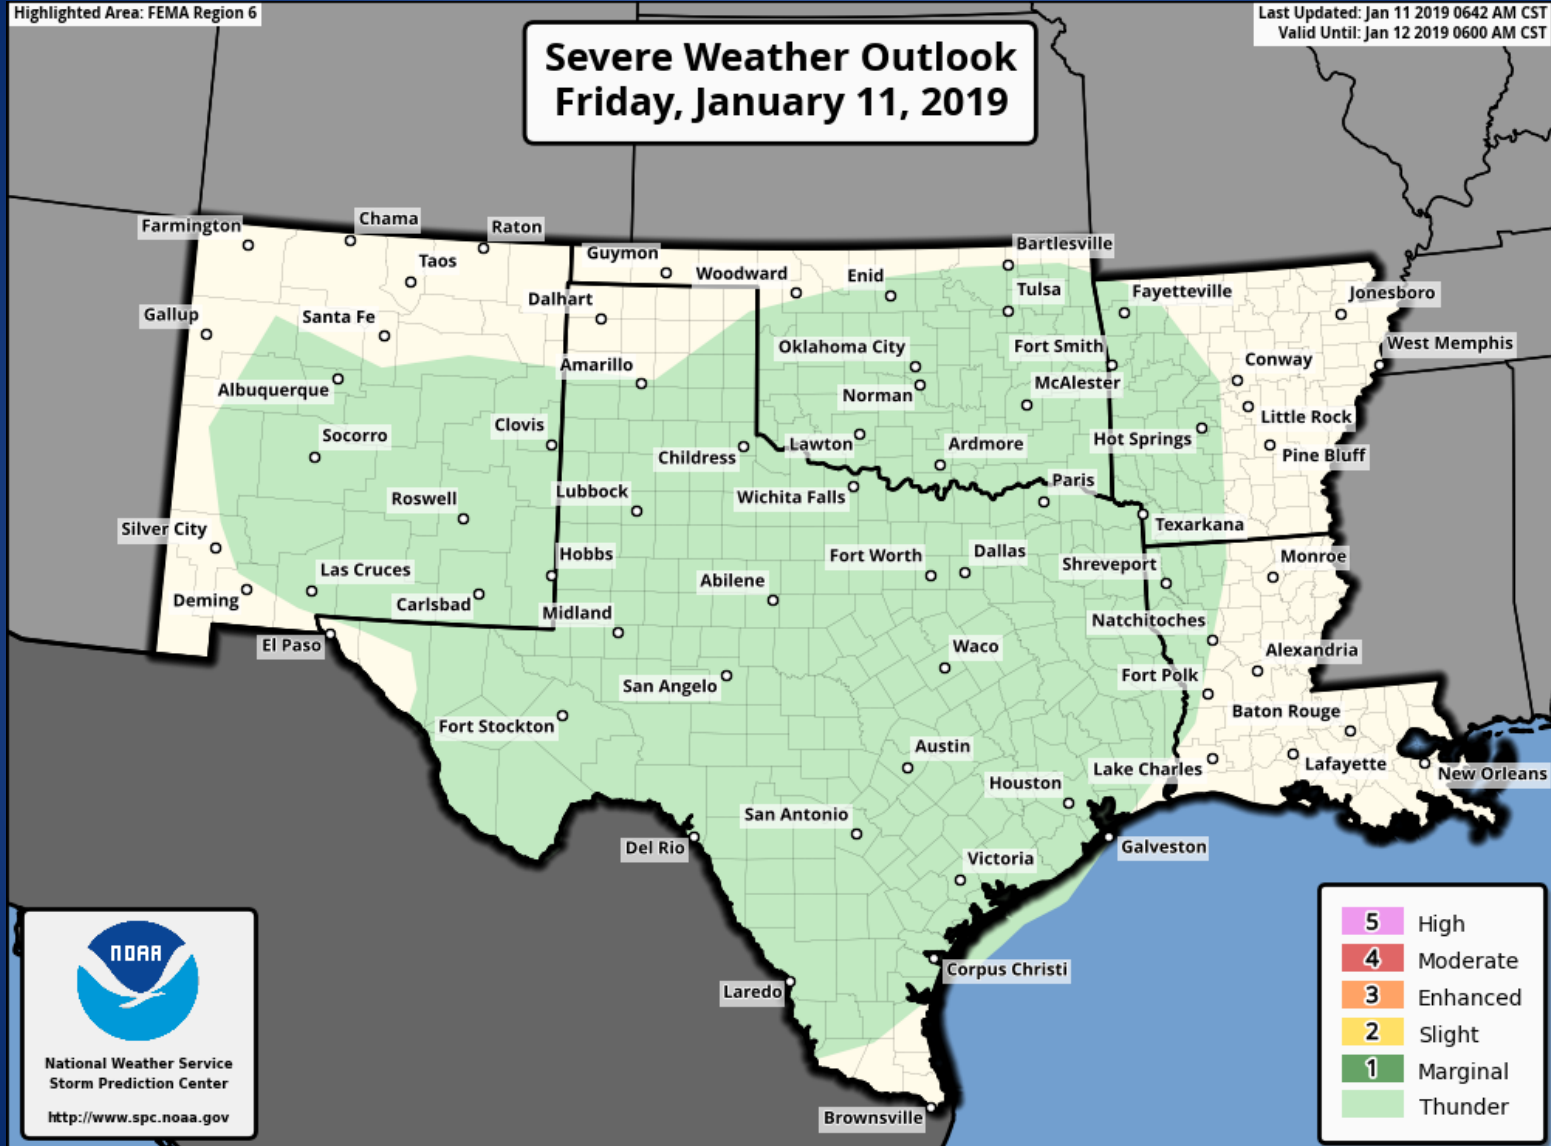 Highlighted Area: FEMA Region 6
Last Updated: Jan 11 2019 0642 AM CST
Valid Until: Jan 12 2019 0600 AM CST
Severe Weather Outlook
Friday, January 11, 2019
Farmington
Chama
Raton
Taos
Guymon
Woodward
Enid
Bartlesville
Gallup
Santa Fe
Dalhart
Tulsa
Fayetteville
Jonesboro
Albuquerque
Amarillo
Oklahoma City
Fort Smith
West Memphis
Norman
McAlester
Conway
Socorro
Clovis
Childress
Lawton
Ardmore
Hot Springs
Little Rock
Pine Bluff
Roswell
Lubbock
Wichita Falls
Paris
Silver City
Texarkana
Las Cruces
Hobbs
Abilene
Fort Worth
Dallas
Shreveport
Monroe
Deming
Carlsbad
Midland
Natchitoches
El Paso
San Angelo
Waco
Fort Polk
Alexandria
Fort Stockton
Austin
Baton Rouge
Houston
Lake Charles
Lafayette
New Orleans
San Antonio
Del Rio
Victoria
Galveston
Laredo
Corpus Christi
Brownsville
NOAA
National Weather Service
Storm Prediction Center
http://www.spc.noaa.gov
5 High
4 Moderate
3 Enhanced
2 Slight
1 Marginal
Thunder